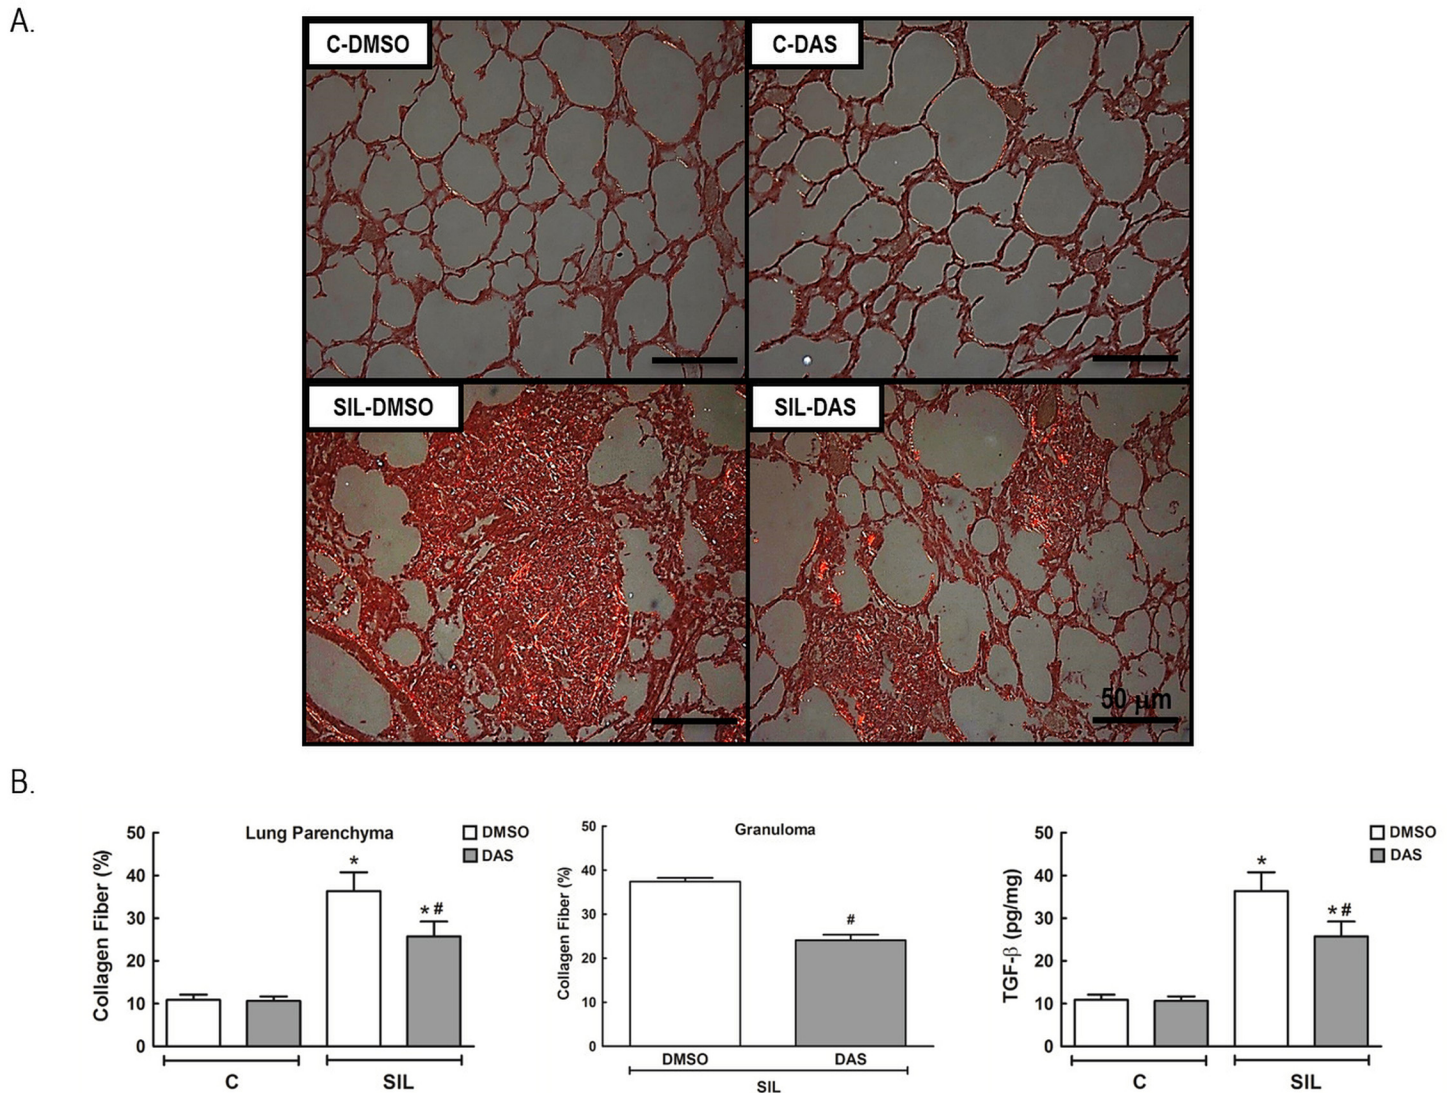 A.
C-DMSO
C-DAS
SIL-DMSO
SIL-DAS
50 μm
B.
Lung Parenchyma
DMSO
DAS
Collagen Fiber (%)
50
40
30
20
10
0
*
*#
C
SIL
Granuloma
Collagen Fiber (%)
50
40
30
20
10
0
#
DMSO
DAS
SIL
DMSO
DAS
TGF-β (pg/mg)
50
40
30
20
10
0
*
*#
C
SIL